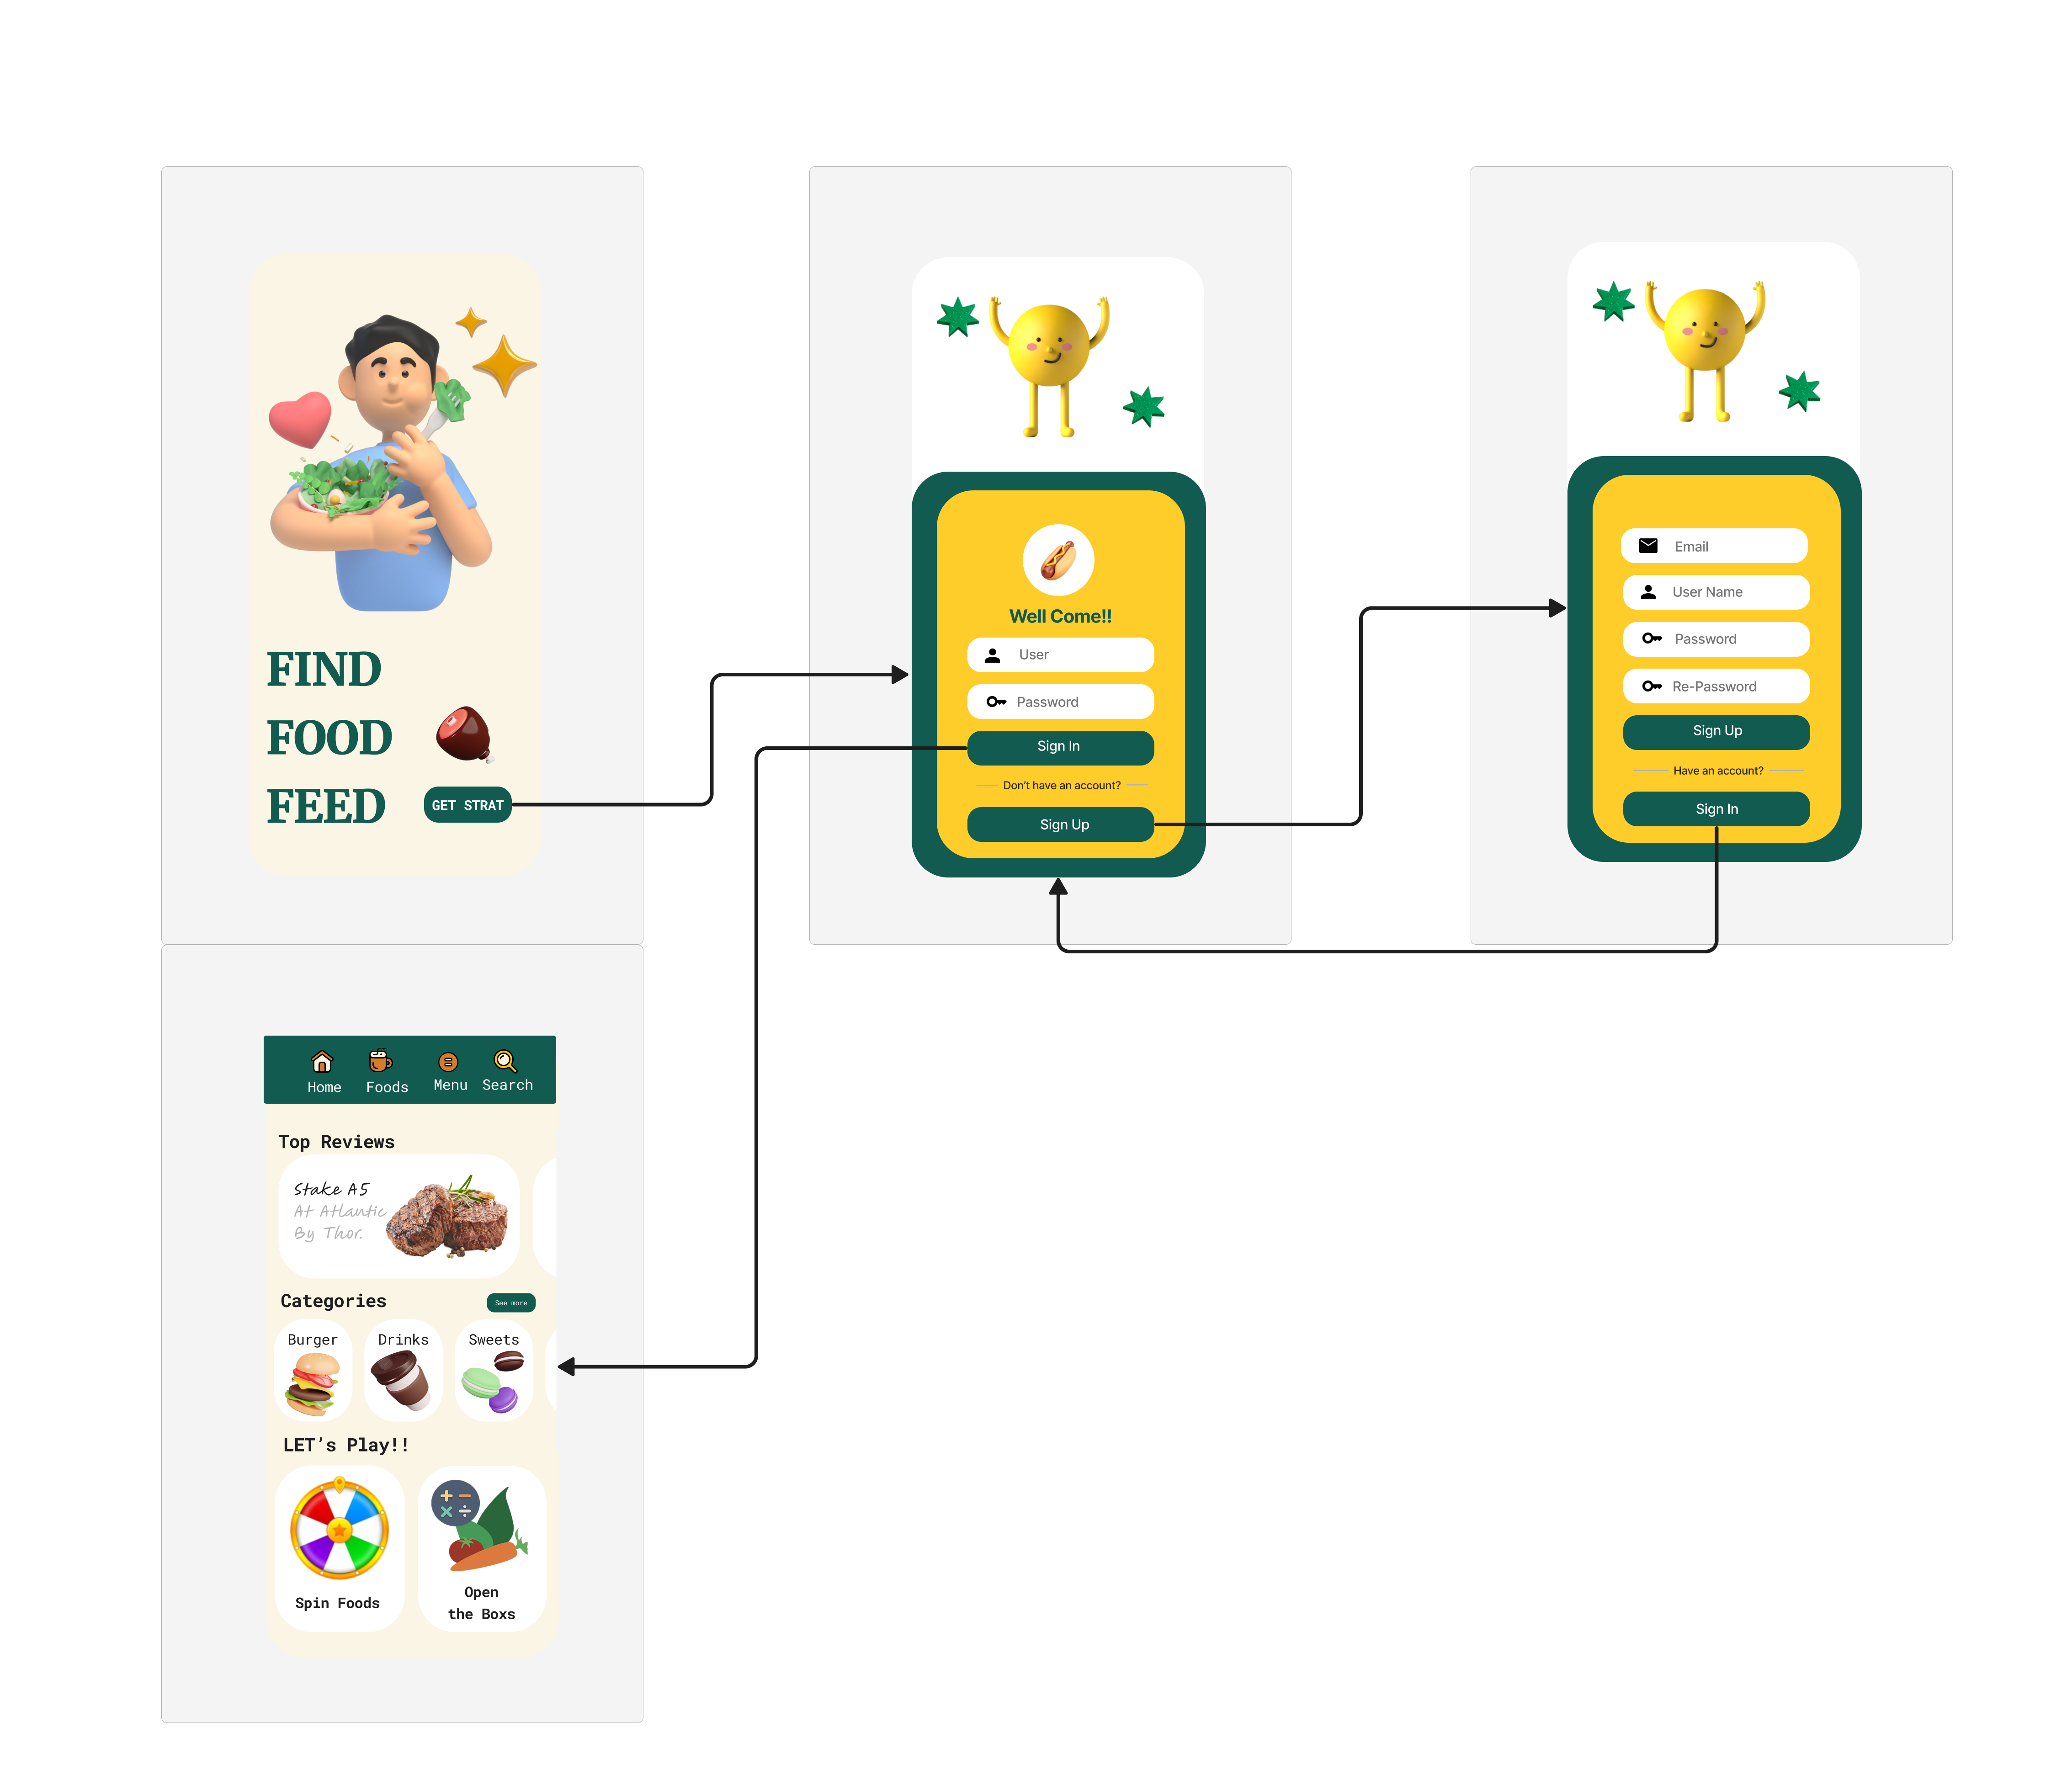 FIND
FOOD
FEED
GET STRAT
Well Come!!
User
Password
Sign In
Don't have an account?
Sign Up
Email
User Name
Password
Re-Password
Sign Up
Have an account?
Sign In
Home Foods Menu Search
Top Reviews
Stake A5
At Atlantic
By Thor.
Categories
See more
Burger Drinks Sweets
LET's Play!!
Spin Foods
Open
the Boxs